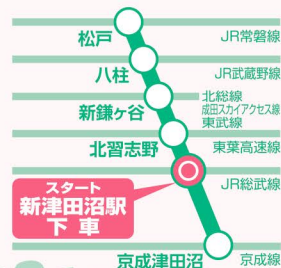 松戸
JR常磐線
八柱
JR武蔵野線
新鎌ヶ谷
北総線
成田スカイアクセス線
東武線
北習志野
東葉高速線
スタート
新津田沼駅
下車
JR総武線
京成津田沼
京成線